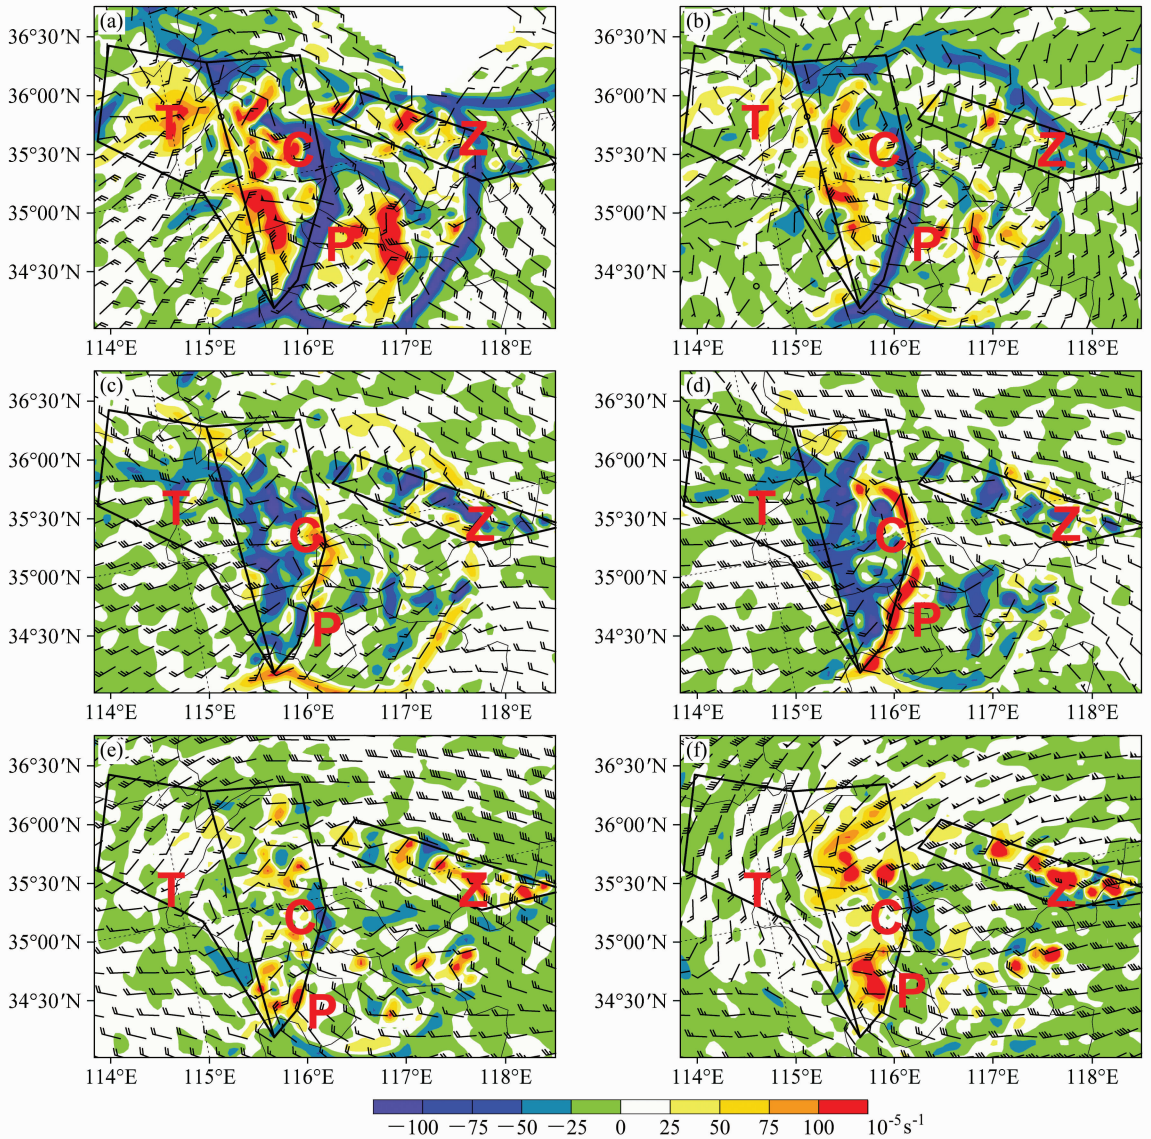 (a) (b)
36°30′N 36°30′N
T T
36°00′N 36°00′N
C Z C Z
35°30′N 35°30′N
35°00′N 35°00′N
P P
34°30′N 34°30′N
114°E 115°E 116°E 117°E 118°E 114°E 115°E 116°E 117°E 118°E
(c) (d)
36°30′N 36°30′N
36°00′N 36°00′N
T T
35°30′N 35°30′N
C Z C Z
35°00′N 35°00′N
P P
34°30′N 34°30′N
114°E 115°E 116°E 117°E 118°E 114°E 115°E 116°E 117°E 118°E
(e) (f)
36°30′N 36°30′N
36°00′N 36°00′N
35°30′N 35°30′N
T Z T Z
C C
35°00′N 35°00′N
34°30′N 34°30′N
P P
114°E 115°E 116°E 117°E 118°E 114°E 115°E 116°E 117°E 118°E
−100 −75 −50 −25 0 25 50 75 100 10⁻⁵s⁻¹